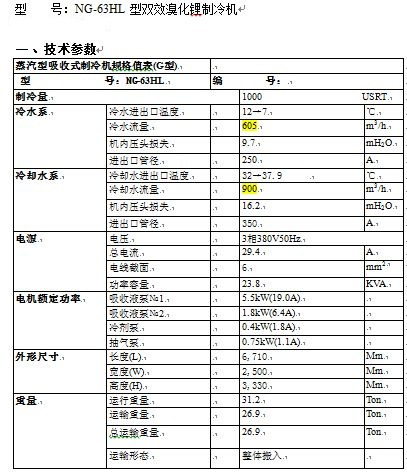 型 号：NG-63HL 型双效溴化锂制冷机
一 、技术参数
蒸汽型吸收式制冷机规格值表(G型)
型 号：NG-63HL 编 号：
制冷量 1000 USRT.
冷水系 冷水进出口温度 12→7 ℃
冷水流量 605 m³/h
机内压头损失 9.7 mH₂O
进出口管径 250 A
冷却水系 冷却水进出口温度 32→37.9 ℃
冷却水流量 900 m³/h
机内压头损失 16.2 mH₂O
进出口管径 350 A
电源 电压 3相380V50Hz
总电流 29.4 A
电线截面 6 mm²
功率容量 23.8 KVA
电机额定功率 吸收液泵№1 5.5kW(19.0A)
吸收液泵№2 1.8kW(6.4A)
冷剂泵 0.4kW(1.8A)
抽气泵 0.75kW(1.1A)
外形尺寸 长度(L) 6,710 Mm
宽度(W) 2,500 Mm
高度(H) 3,330 Mm
重量 运行重量 31.2 Ton
运输重量 26.9 Ton
总运输重量 26.9 Ton
运输形态 整体搬入